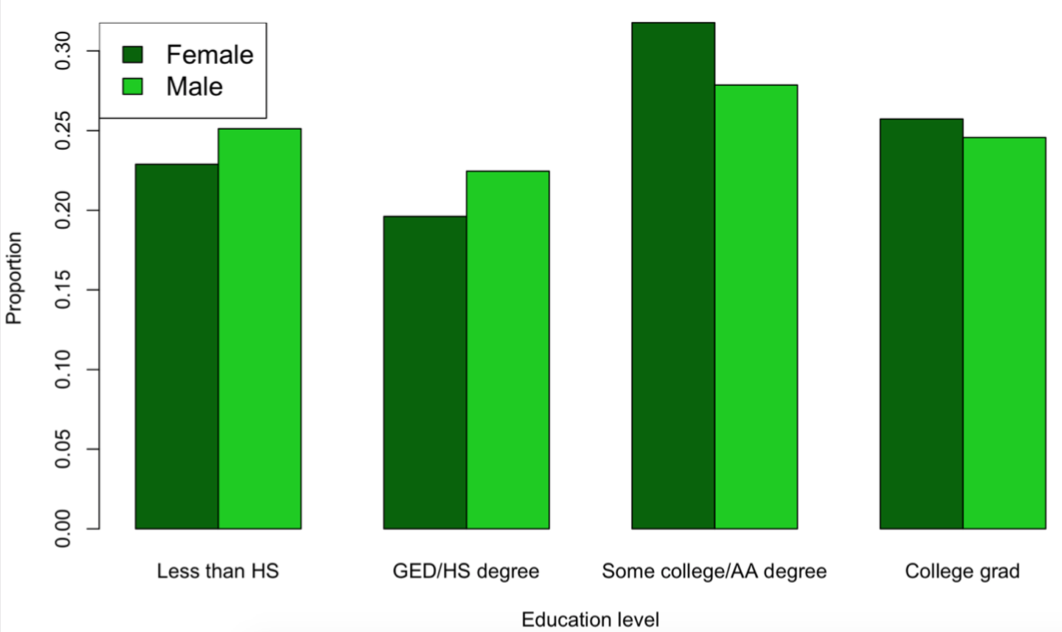 Female
Male
Proportion
0.30
0.25
0.20
0.15
0.10
0.05
0.00
Less than HS
GED/HS degree
Some college/AA degree
College grad
Education level